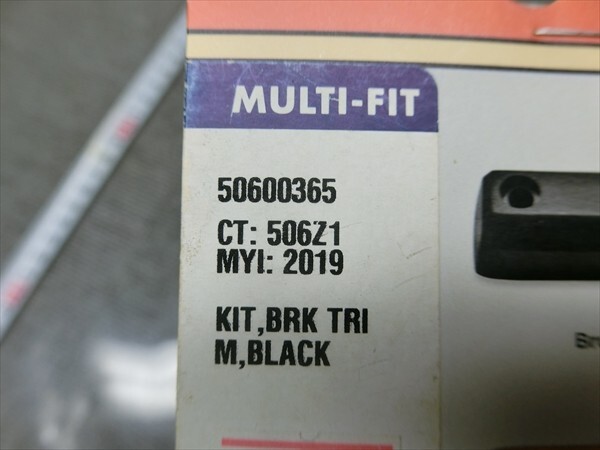 MULTI-FIT
50600365
CT: 506Z1
MYI: 2019
KIT,BRK TRI
M,BLACK